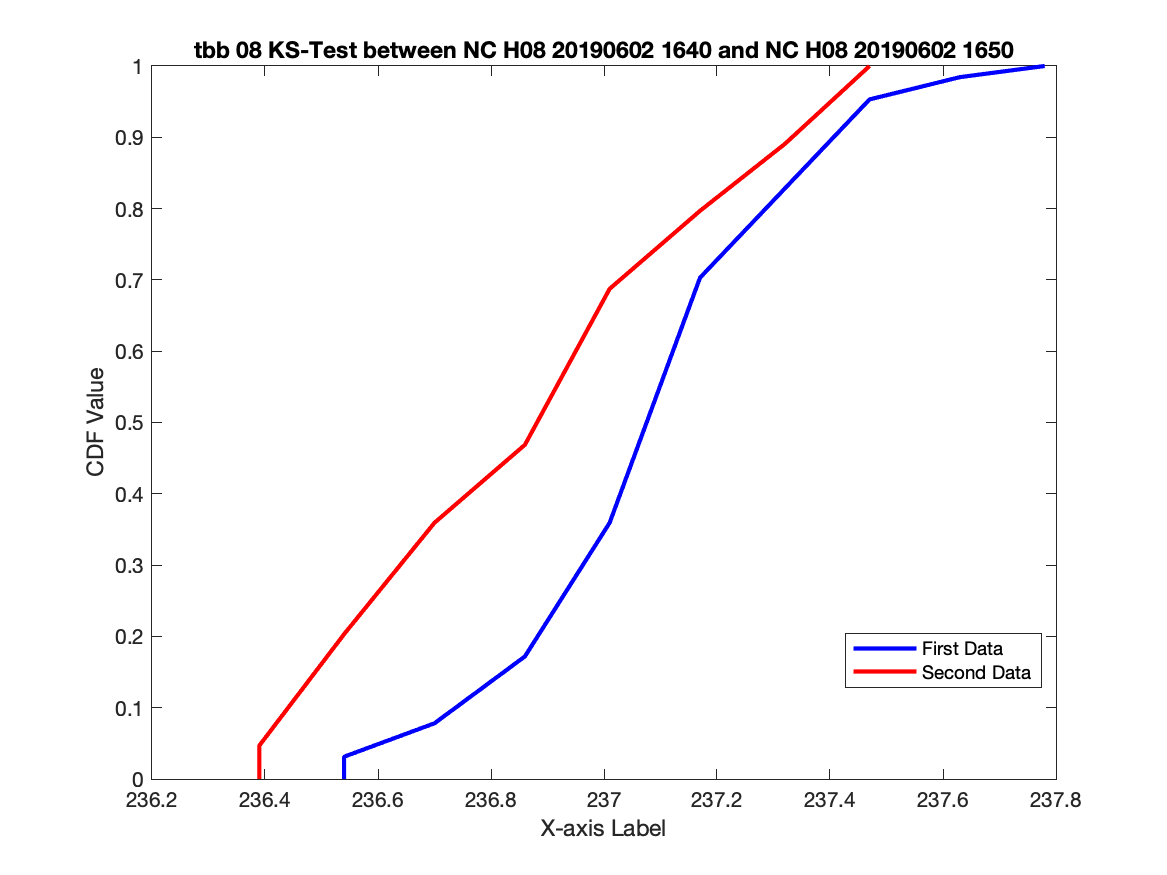 tbb 08 KS-Test between NC H08 20190602 1640 and NC H08 20190602 1650
1
0.9
0.8
0.7
0.6
0.5
0.4
0.3
0.2
0.1
0
CDF Value
First Data
Second Data
236.2 236.4 236.6 236.8 237 237.2 237.4 237.6 237.8
X-axis Label